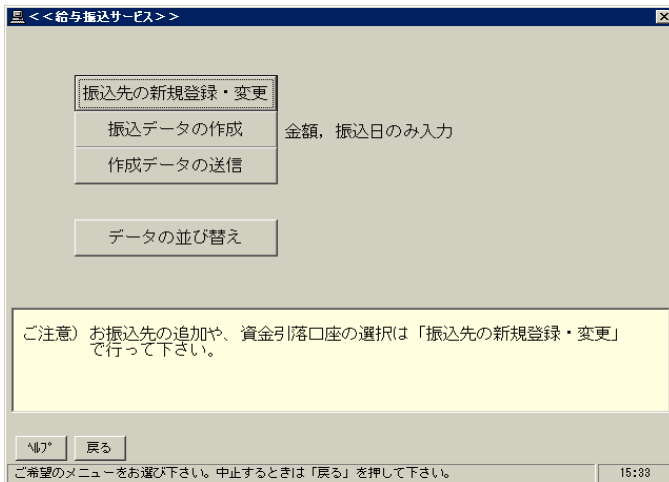 <<給与振込サービス>>
振込先の新規登録・変更
振込データの作成 金額，振込日のみ入力
作成データの送信
データの並び替え
ご注意）お振込先の追加や、資金引落口座の選択は「振込先の新規登録・変更」
で行って下さい。
ﾍﾙﾌﾟ 戻る
ご希望のメニューをお選び下さい。中止するときは「戻る」を押して下さい。 15:33